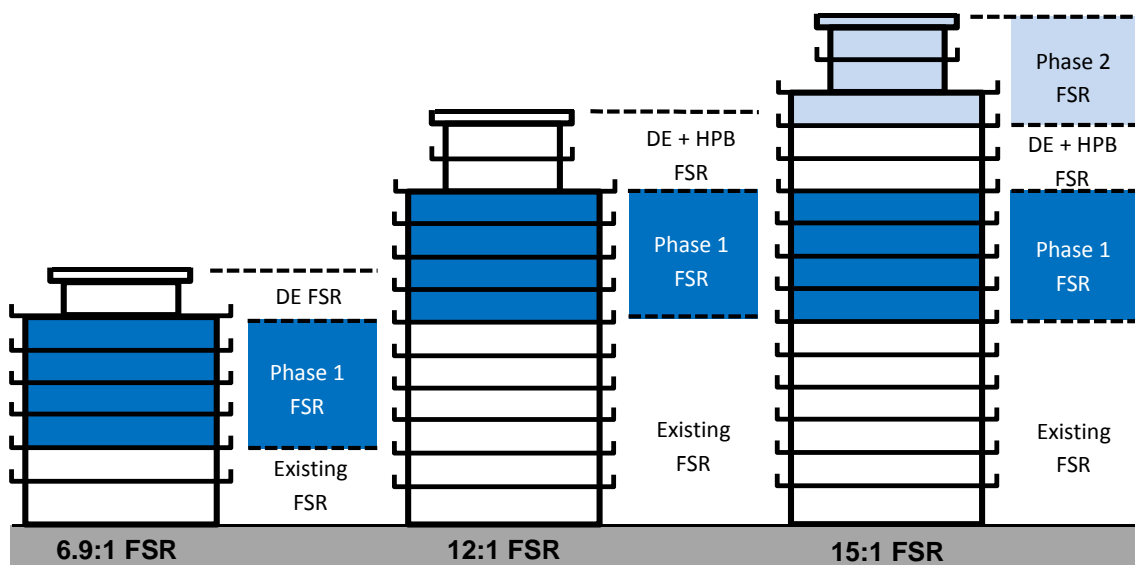 DE FSR
Phase 1
FSR
Existing
FSR
6.9:1 FSR
DE + HPB
FSR
Phase 1
FSR
Existing
FSR
12:1 FSR
Phase 2
FSR
DE + HPB
FSR
Phase 1
FSR
Existing
FSR
15:1 FSR